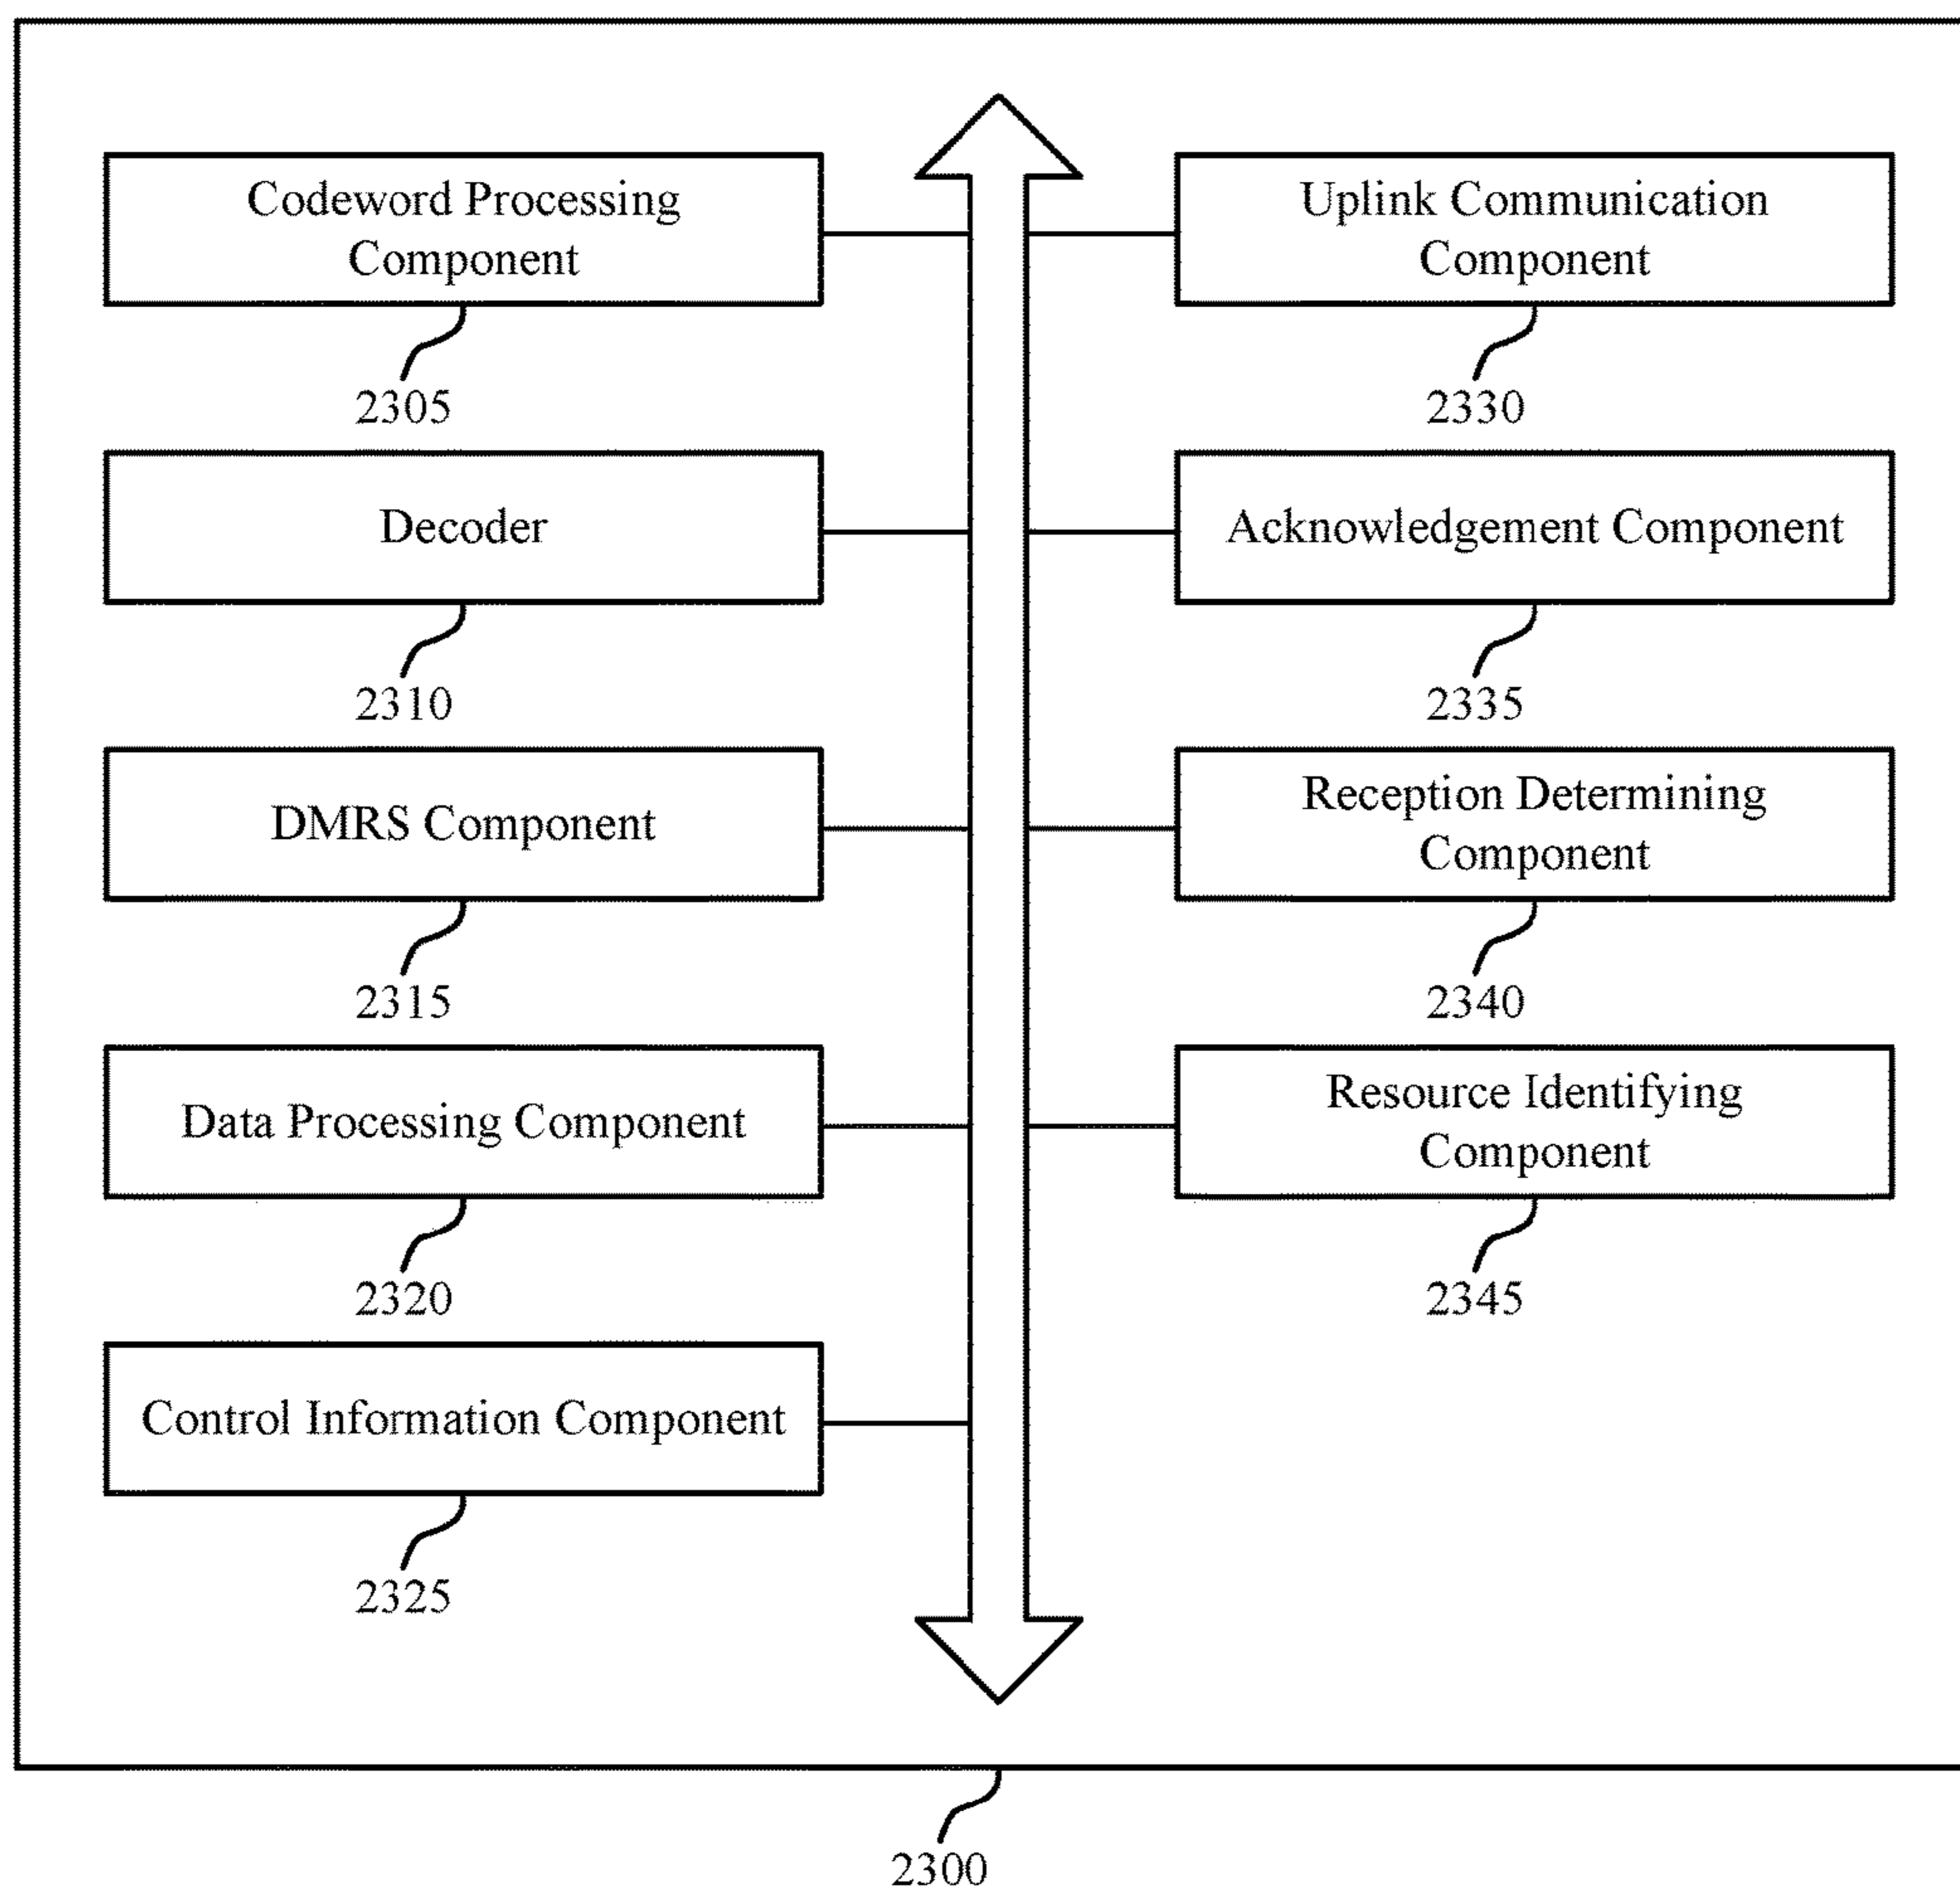 Codeword Processing
Component
2305
Decoder
2310
DMRS Component
2315
Data Processing Component
2320
Control Information Component
2325
Uplink Communication
Component
2330
Acknowledgement Component
2335
Reception Determining
Component
2340
Resource Identifying
Component
2345
2300